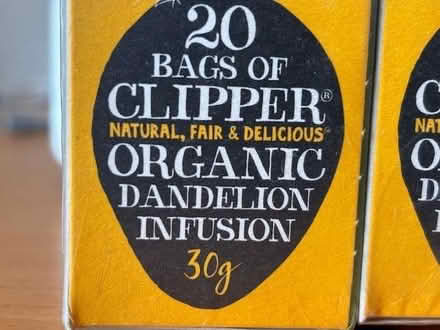 20
BAGS OF
CLIPPER®
NATURAL, FAIR & DELICIOUS
ORGANIC
DANDELION
INFUSION
30g